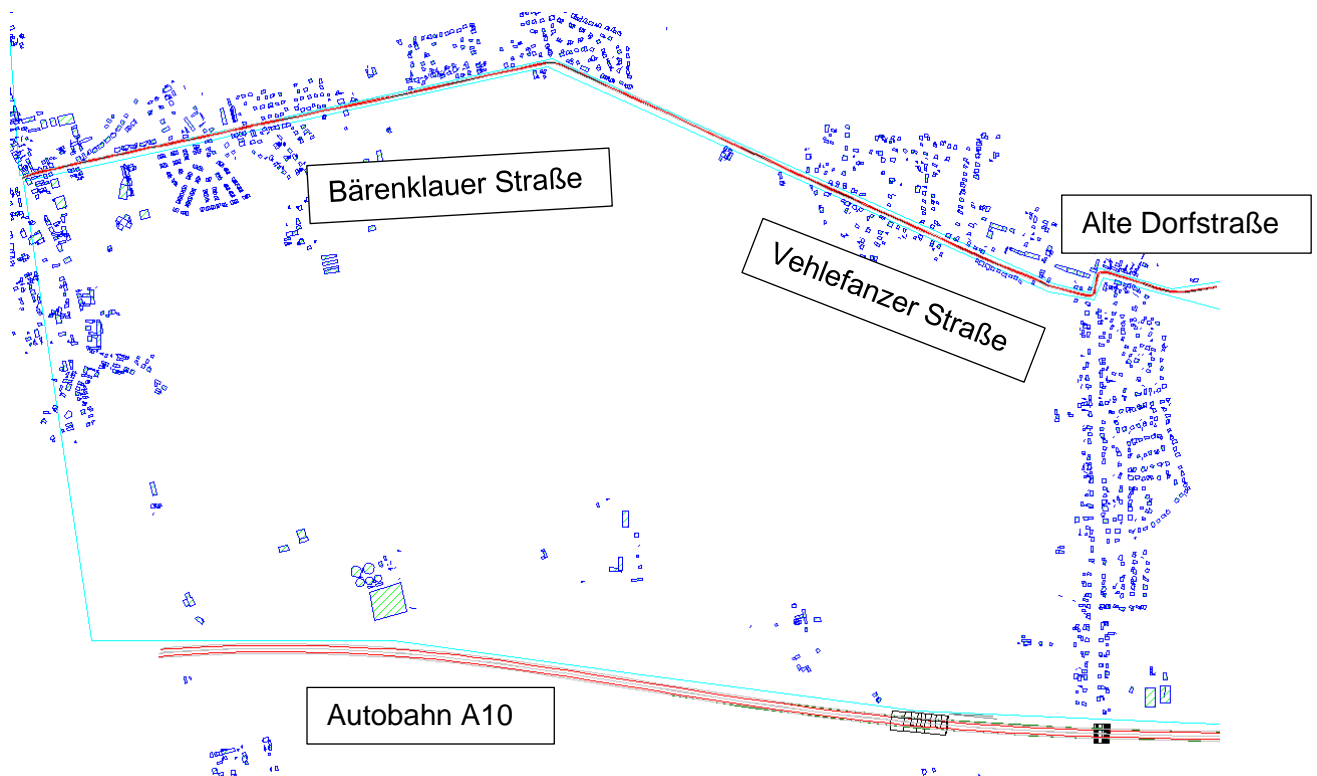 Bärenklauer Straße
Alte Dorfstraße
Vehlefanzer Straße
Autobahn A10